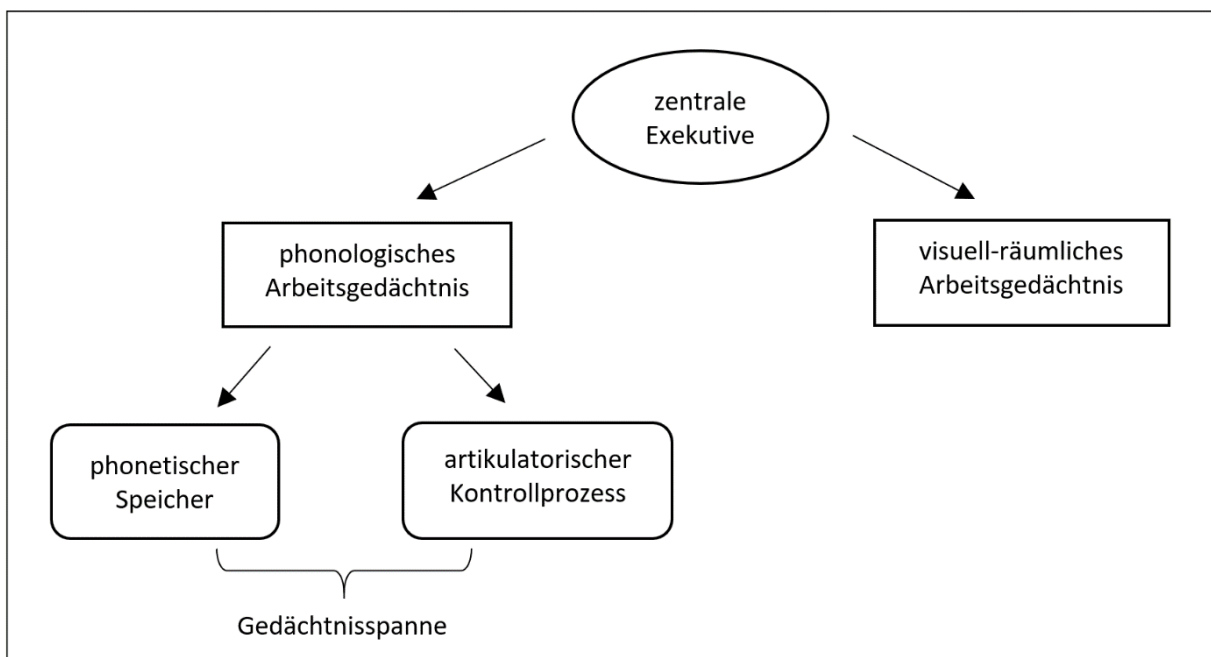 zentrale
Exekutive
phonologisches
Arbeitsgedächtnis
visuell-räumliches
Arbeitsgedächtnis
phonetischer
Speicher
artikulatorischer
Kontrollprozess
Gedächtnisspanne